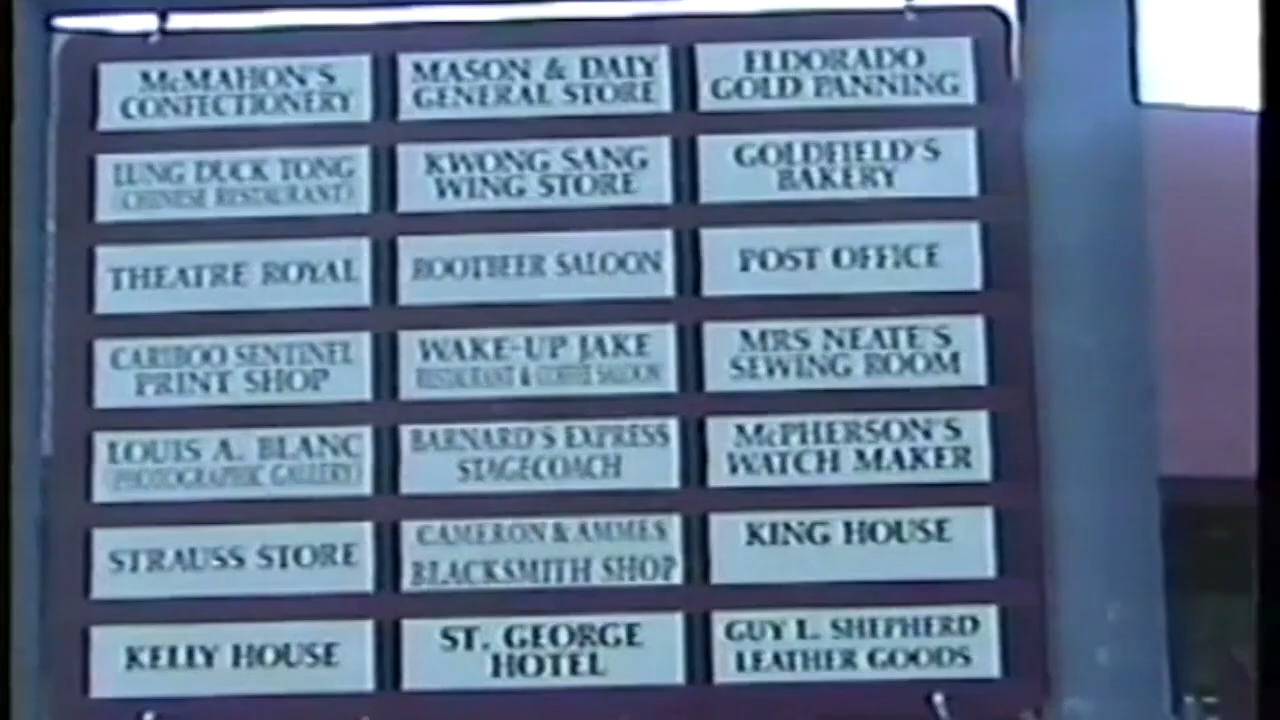 McMAHON'S
CONFECTIONERY
MASON & DALY
GENERAL STORE
ELDORADO
GOLD PANNING
LUNG DUCK TONG
(CHINESE RESTAURANT)
KWONG SANG
WING STORE
GOLDFIELD'S
BAKERY
THEATRE ROYAL
ROOTBEER SALOON
POST OFFICE
CARIBOO SENTINEL
PRINT SHOP
WAKE-UP JAKE
RESTAURANT & COFFEE SALOON
MRS NEATE'S
SEWING ROOM
LOUIS A. BLANC
(PHOTOGRAPHIC GALLERY)
BARNARD'S EXPRESS
STAGECOACH
McPHERSON'S
WATCH MAKER
STRAUSS STORE
CAMERON & AMMES
BLACKSMITH SHOP
KING HOUSE
KELLY HOUSE
ST. GEORGE
HOTEL
GUY L. SHEPHERD
LEATHER GOODS